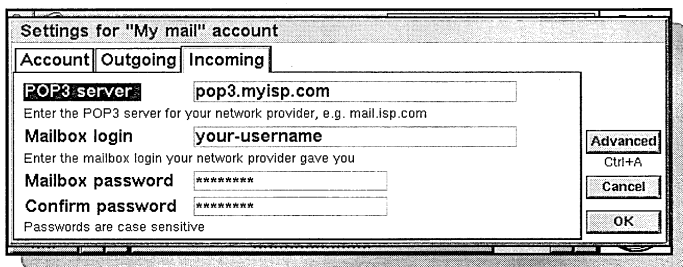 Settings for "My mail" account
Account Outgoing Incoming
POP3 server pop3.myisp.com
Enter the POP3 server for your network provider, e.g. mail.isp.com
Mailbox login your-username
Enter the mailbox login your network provider gave you
Advanced
Ctrl+A
Mailbox password ********
Cancel
Confirm password ********
Passwords are case sensitive
OK